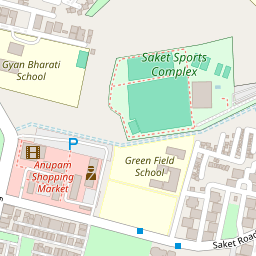 Saket Sports
Complex
Gyan Bharati
School
P
Anupam
Shopping
Market
Green Field
School
Saket Road